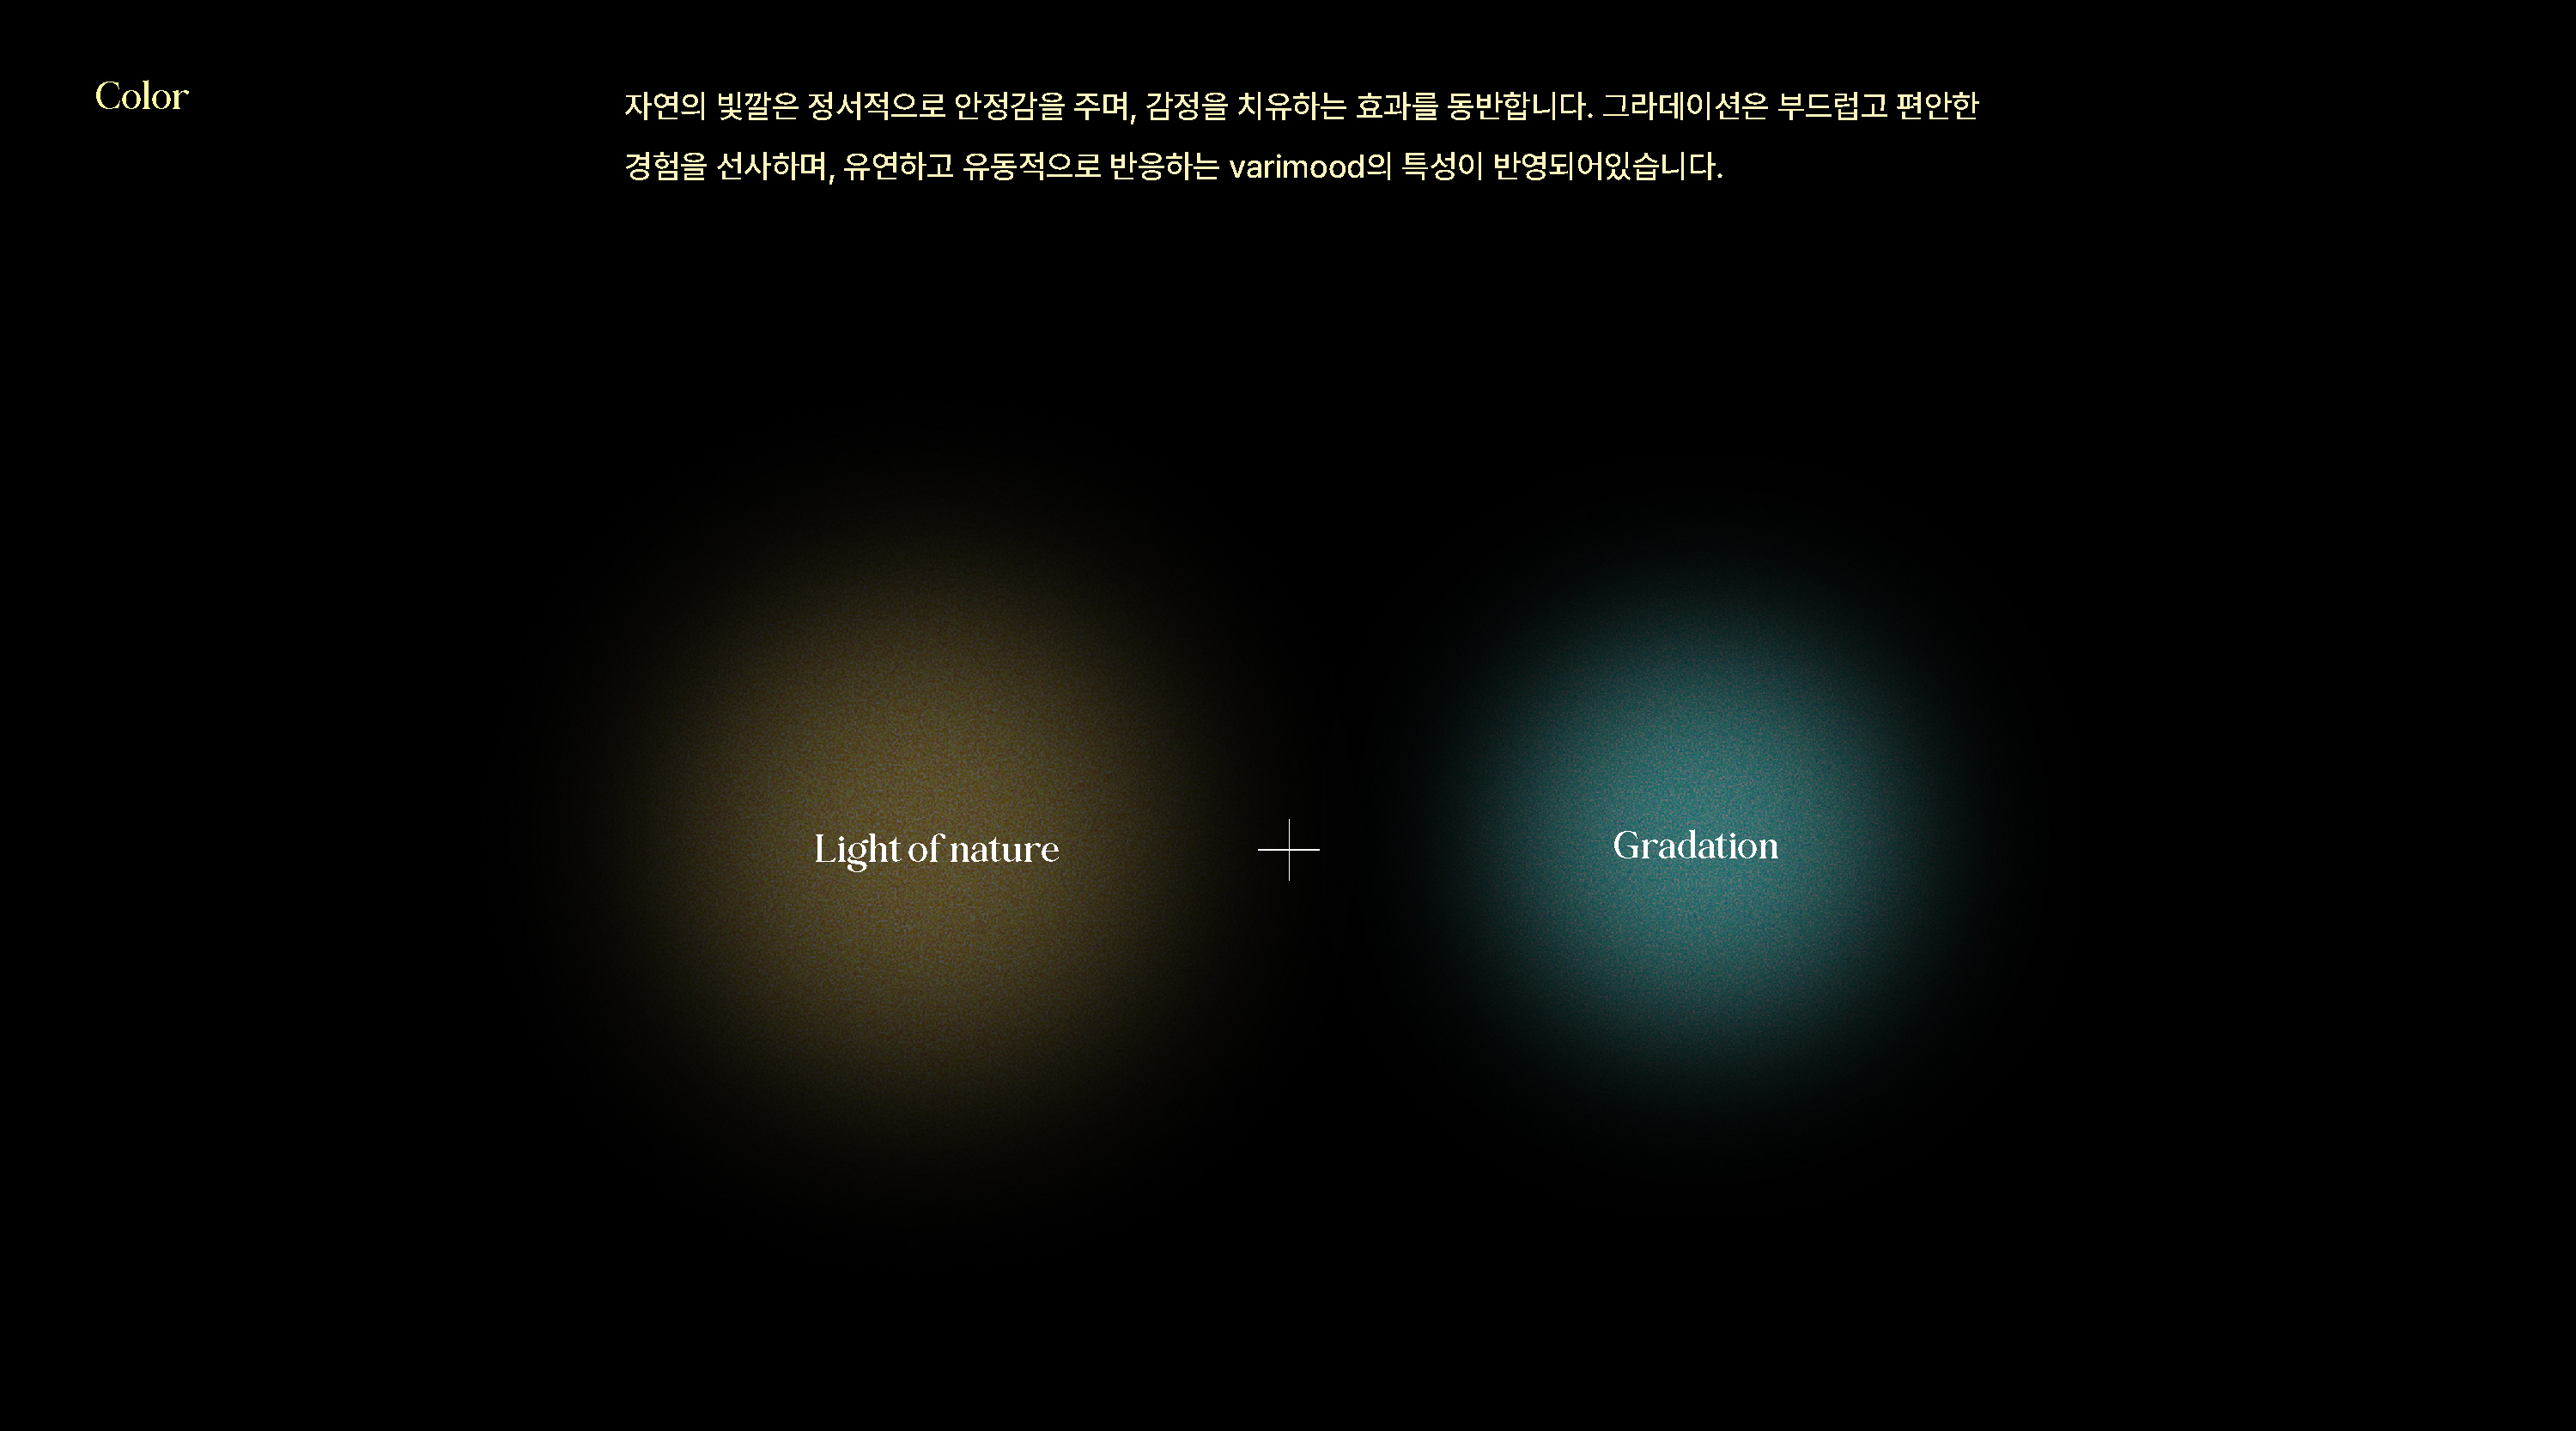 Color
자연의 빛깔은 정서적으로 안정감을 주며, 감정을 치유하는 효과를 동반합니다. 그라데이션은 부드럽고 편안한
경험을 선사하며, 유연하고 유동적으로 반응하는 varimood의 특성이 반영되어있습니다.
Light of nature
Gradation